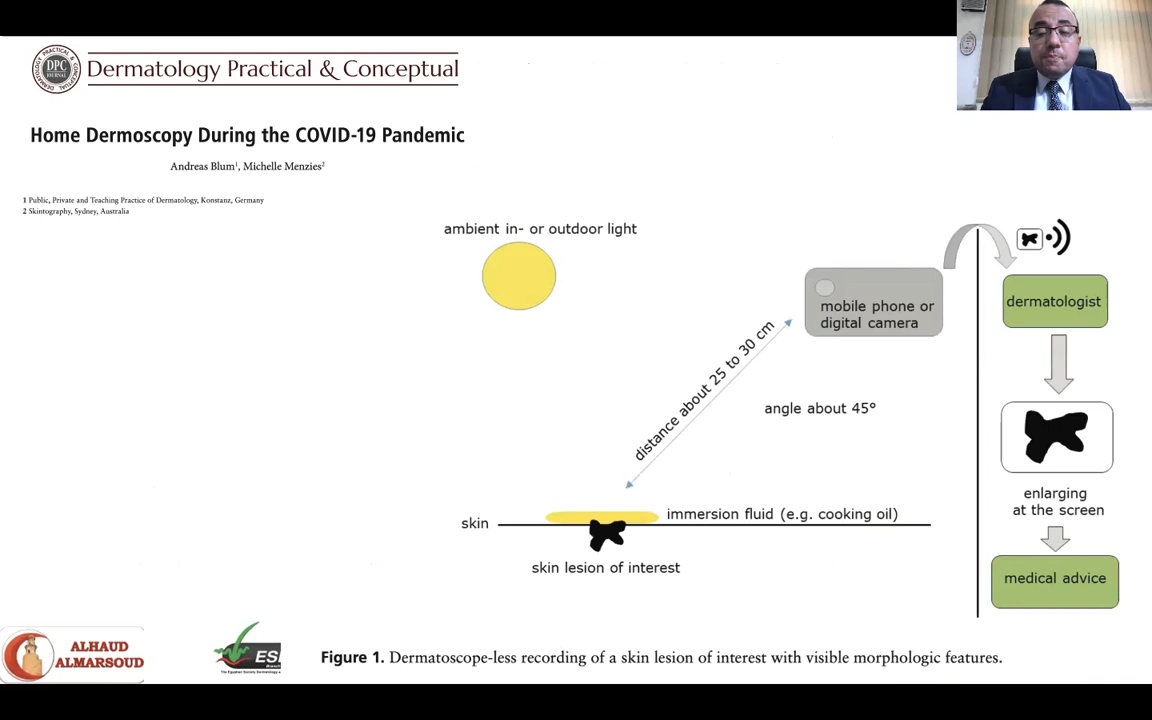 DPC
JOURNAL
Dermatology Practical & Conceptual
Home Dermoscopy During the COVID-19 Pandemic
Andreas Blum¹, Michelle Menzies²
1 Public, Private and Teaching Practice of Dermatology, Konstanz, Germany
2 Skintography, Sydney, Australia
ambient in- or outdoor light
mobile phone or
digital camera
distance about 25 to 30 cm
angle about 45°
skin
immersion fluid (e.g. cooking oil)
skin lesion of interest
dermatologist
enlarging
at the screen
medical advice
ALHAUD
ALMARSOUD
ES
Figure 1. Dermatoscope-less recording of a skin lesion of interest with visible morphologic features.